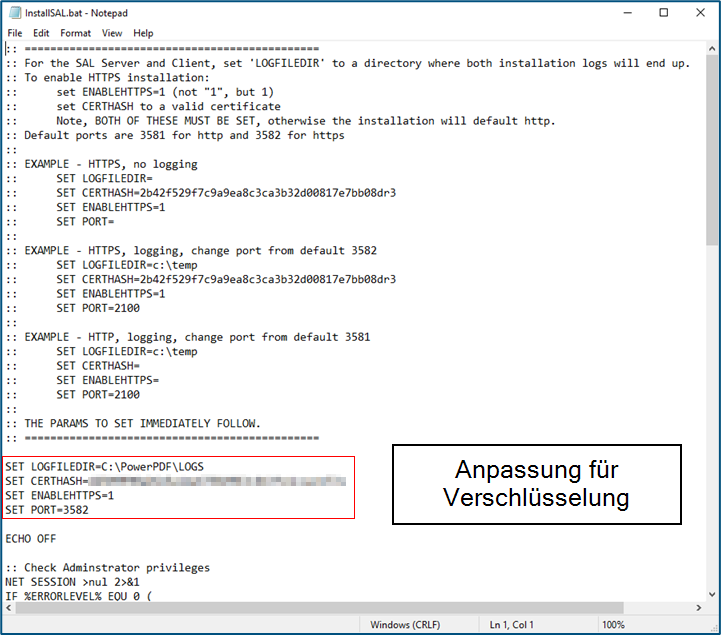 InstallSAL.bat - Notepad
File Edit Format View Help
:: ==============================================
:: For the SAL Server and Client, set 'LOGFILEDIR' to a directory where both installation logs will end up.
:: To enable HTTPS installation:
::      set ENABLEHTTPS=1 (not "1", but 1)
::      set CERTHASH to a valid certificate
::      Note, BOTH OF THESE MUST BE SET, otherwise the installation will default http.
:: Default ports are 3581 for http and 3582 for https
::
:: EXAMPLE - HTTPS, no logging
::      SET LOGFILEDIR=
::      SET CERTHASH=2b42f529f7c9a9ea8c3ca3b32d00817e7bb08dr3
::      SET ENABLEHTTPS=1
::      SET PORT=
::
:: EXAMPLE - HTTPS, logging, change port from default 3582
::      SET LOGFILEDIR=c:\temp
::      SET CERTHASH=2b42f529f7c9a9ea8c3ca3b32d00817e7bb08dr3
::      SET ENABLEHTTPS=1
::      SET PORT=2100
::
:: EXAMPLE - HTTP, logging, change port from default 3581
::      SET LOGFILEDIR=c:\temp
::      SET CERTHASH=
::      SET ENABLEHTTPS=
::      SET PORT=2100
::
:: THE PARAMS TO SET IMMEDIATELY FOLLOW.
:: ==============================================
SET LOGFILEDIR=C:\PowerPDF\LOGS
SET CERTHASH=
SET ENABLEHTTPS=1
SET PORT=3582
Anpassung für
Verschlüsselung
ECHO OFF
:: Check Adminstrator privileges
NET SESSION >nul 2>&1
IF %ERRORLEVEL% EQU 0 (
Windows (CRLF) Ln 1, Col 1 100%